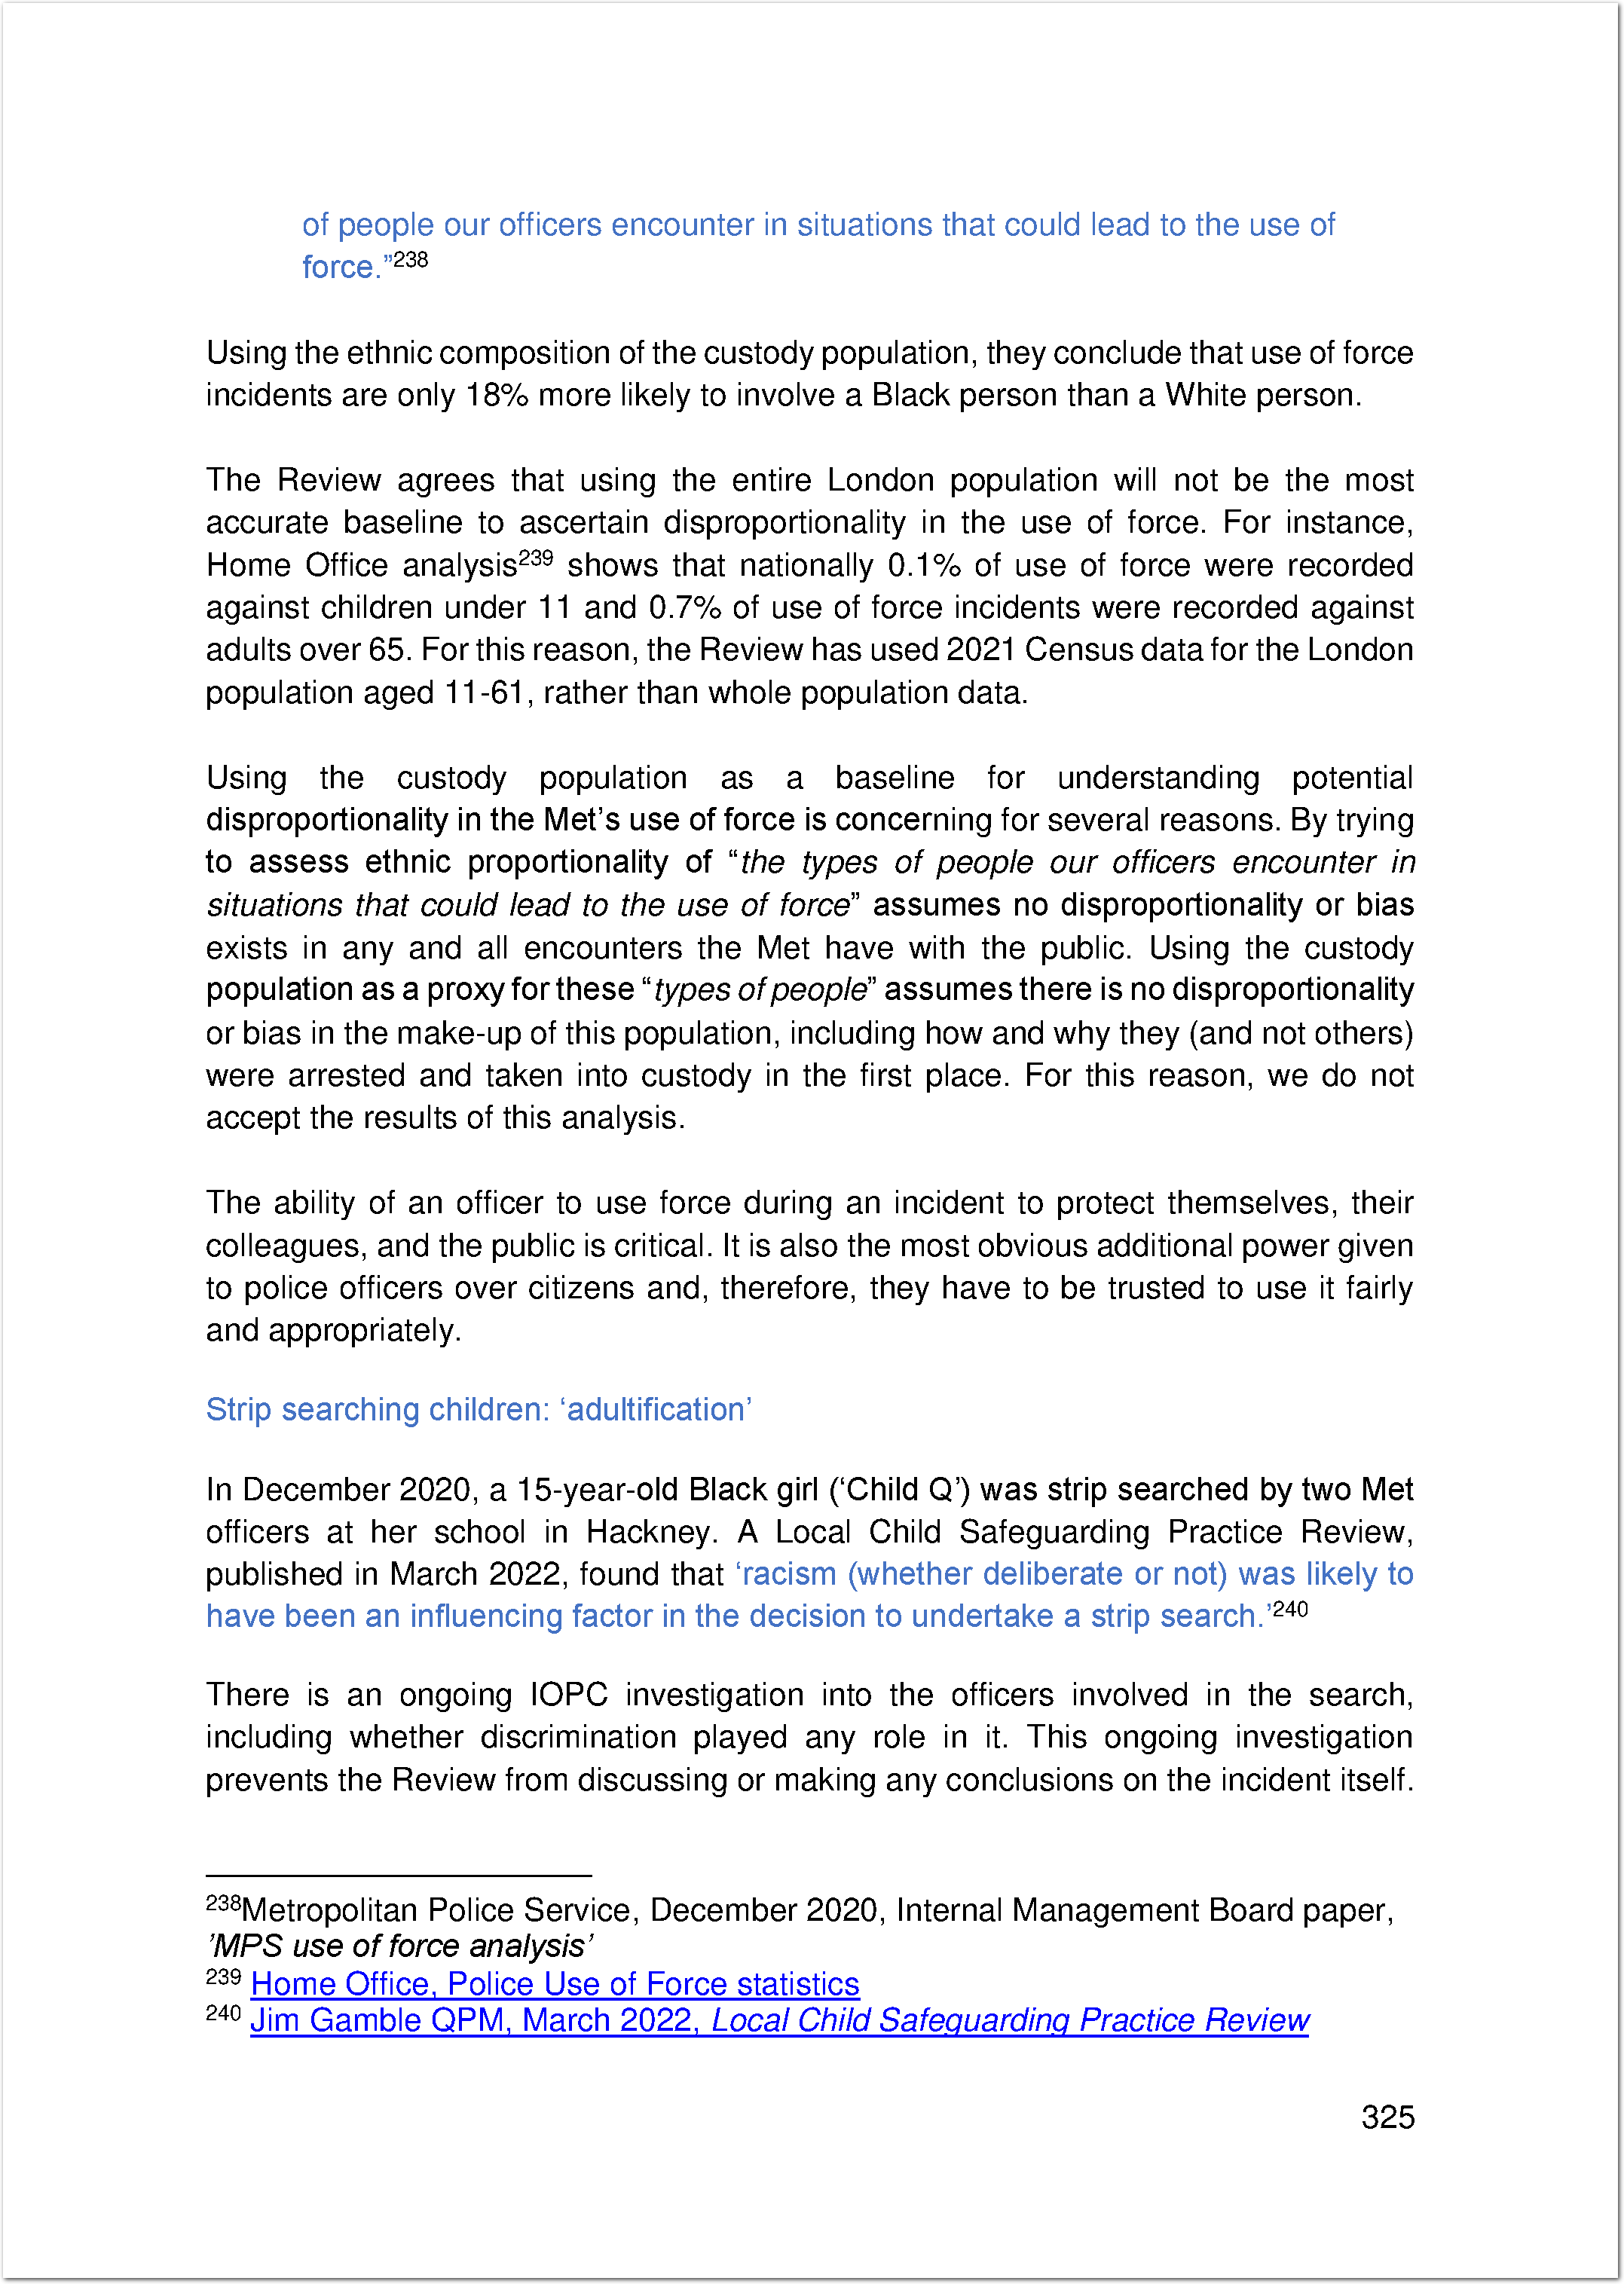 of people our officers encounter in situations that could lead to the use of
force.”238
Using the ethnic composition of the custody population, they conclude that use of force
incidents are only 18% more likely to involve a Black person than a White person.
The Review agrees that using the entire London population will not be the most
accurate baseline to ascertain disproportionality in the use of force. For instance,
Home Office analysis239 shows that nationally 0.1% of use of force were recorded
against children under 11 and 0.7% of use of force incidents were recorded against
adults over 65. For this reason, the Review has used 2021 Census data for the London
population aged 11-61, rather than whole population data.
Using the custody population as a baseline for understanding potential
disproportionality in the Met’s use of force is concerning for several reasons. By trying
to assess ethnic proportionality of “the types of people our officers encounter in
situations that could lead to the use of force” assumes no disproportionality or bias
exists in any and all encounters the Met have with the public. Using the custody
population as a proxy for these “types of people” assumes there is no disproportionality
or bias in the make-up of this population, including how and why they (and not others)
were arrested and taken into custody in the first place. For this reason, we do not
accept the results of this analysis.
The ability of an officer to use force during an incident to protect themselves, their
colleagues, and the public is critical. It is also the most obvious additional power given
to police officers over citizens and, therefore, they have to be trusted to use it fairly
and appropriately.
Strip searching children: ‘adultification’
In December 2020, a 15-year-old Black girl (‘Child Q’) was strip searched by two Met
officers at her school in Hackney. A Local Child Safeguarding Practice Review,
published in March 2022, found that ‘racism (whether deliberate or not) was likely to
have been an influencing factor in the decision to undertake a strip search.’240
There is an ongoing IOPC investigation into the officers involved in the search,
including whether discrimination played any role in it. This ongoing investigation
prevents the Review from discussing or making any conclusions on the incident itself.
238Metropolitan Police Service, December 2020, Internal Management Board paper,
’MPS use of force analysis’
239 Home Office, Police Use of Force statistics
240 Jim Gamble QPM, March 2022, Local Child Safeguarding Practice Review
325